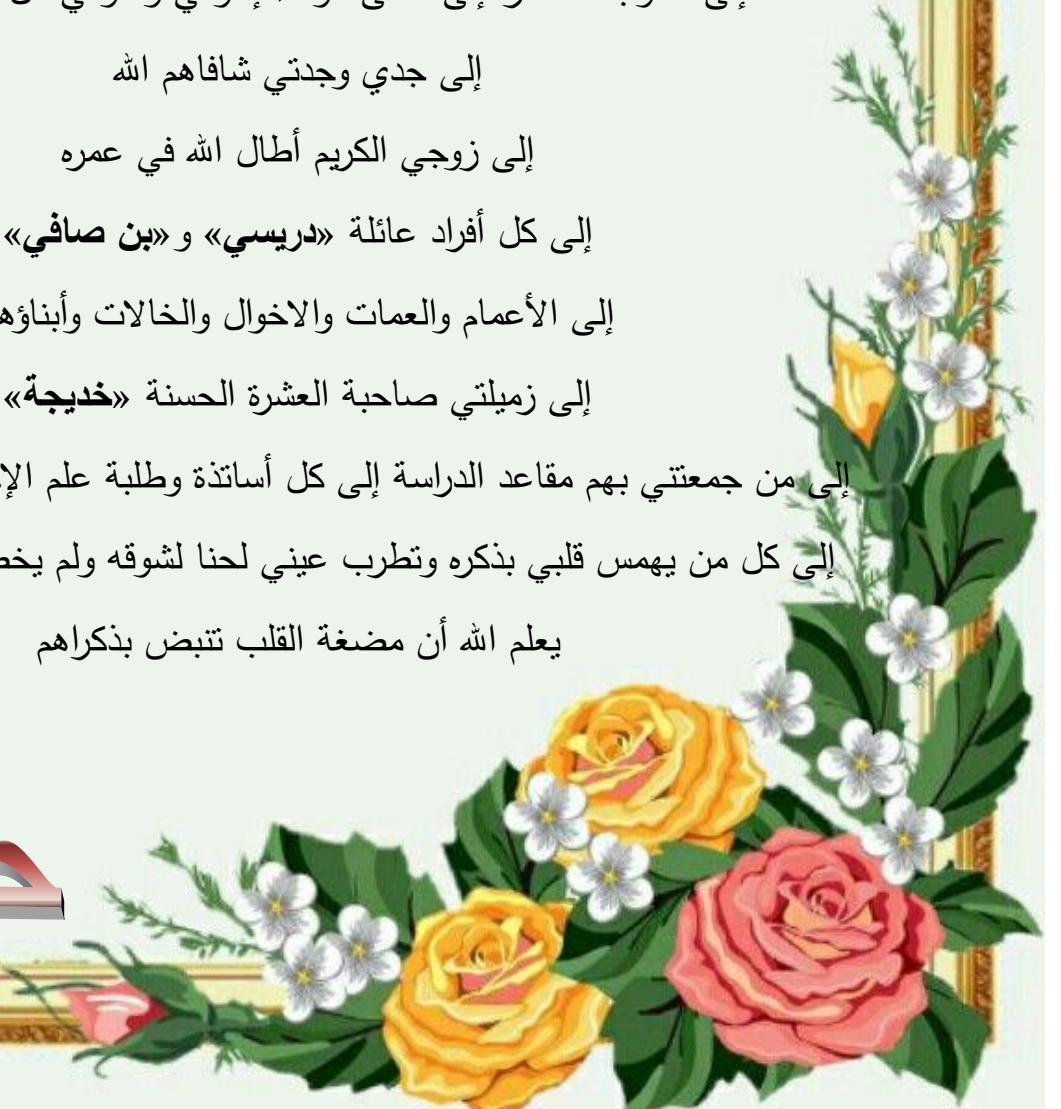 إلى جدي وجدتي شافاهم الله
إلى زوجي الكريم أطال الله في عمره
إلى كل أفراد عائلة «دريسي» و«بن صافي»
إلى الأعمام والعمات والاخوال والخالات
إلى زميلتي صاحبة العشرة الحسنة «خديجة»
إلى من جمعتني بهم مقاعد الدراسة إلى كل أساتذة وطلبة علم
إلى كل من يهمس قلبي بذكره وتطرب عيني لحنا لشوقه ولم
يعلم الله أن مضغة القلب تنبض بذكراهم